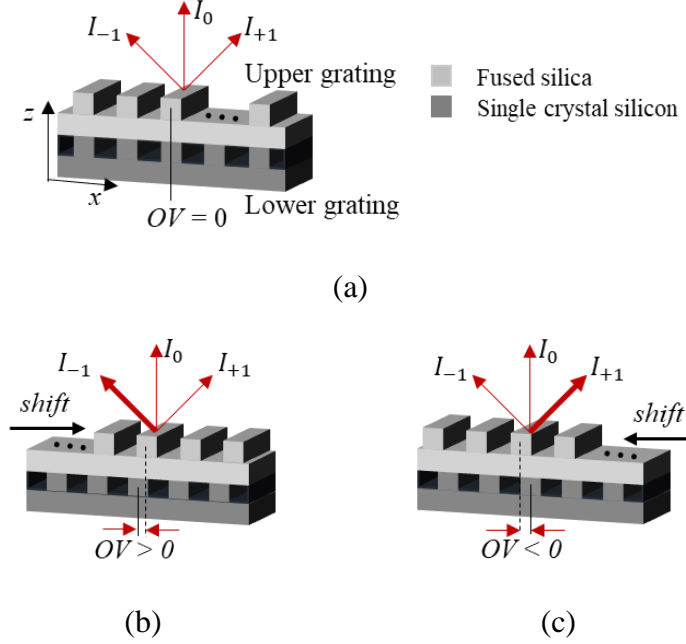 I₀
I₋₁ I₊₁
Upper grating
Fused silica
Single crystal silicon
z
x
Lower grating
OV = 0
(a)
I₋₁ I₀ I₊₁
shift
OV > 0
(b)
I₋₁ I₀ I₊₁
shift
OV < 0
(c)